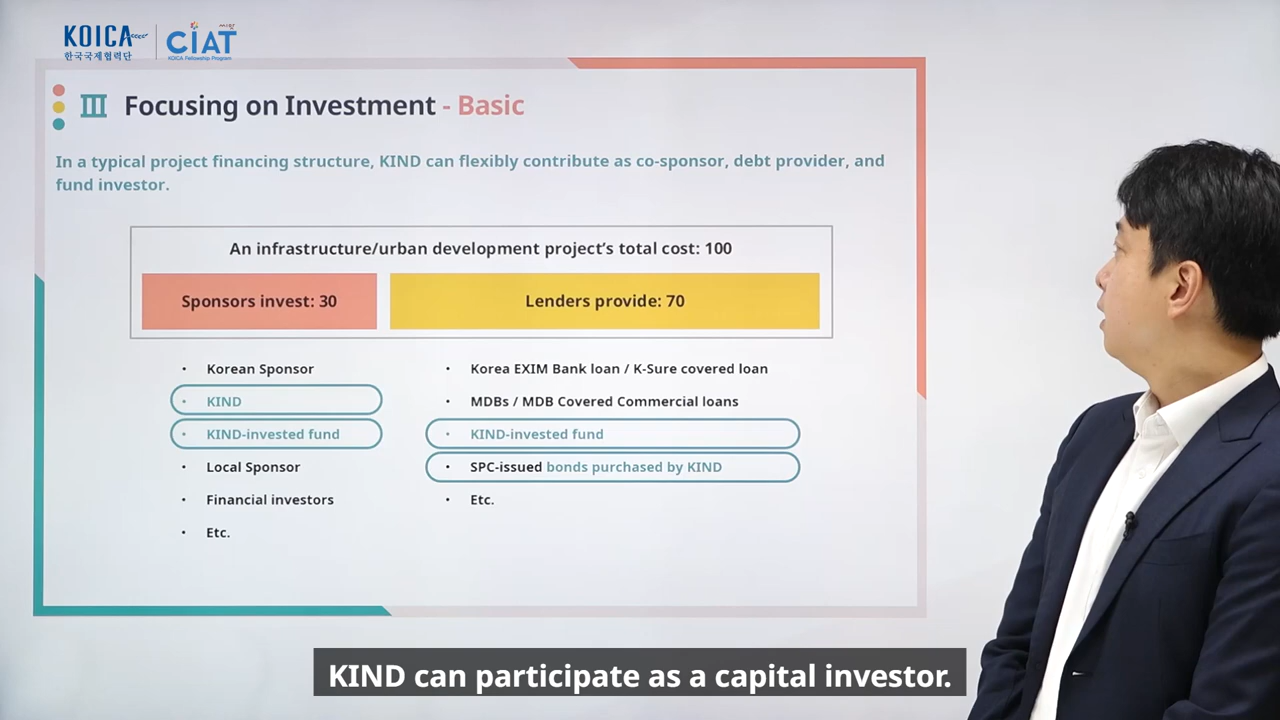 KOICA
한국국제협력단
CIAT
KOICA Fellowship Program
III Focusing on Investment - Basic
In a typical project financing structure, KIND can flexibly contribute as co-sponsor, debt provider, and
fund investor.
An infrastructure/urban development project’s total cost: 100
Sponsors invest: 30
Lenders provide: 70
• Korean Sponsor
• KIND
• KIND-invested fund
• Local Sponsor
• Financial investors
• Etc.
• Korea EXIM Bank loan / K-Sure covered loan
• MDBs / MDB Covered Commercial loans
• KIND-invested fund
• SPC-issued bonds purchased by KIND
• Etc.
KIND can participate as a capital investor.